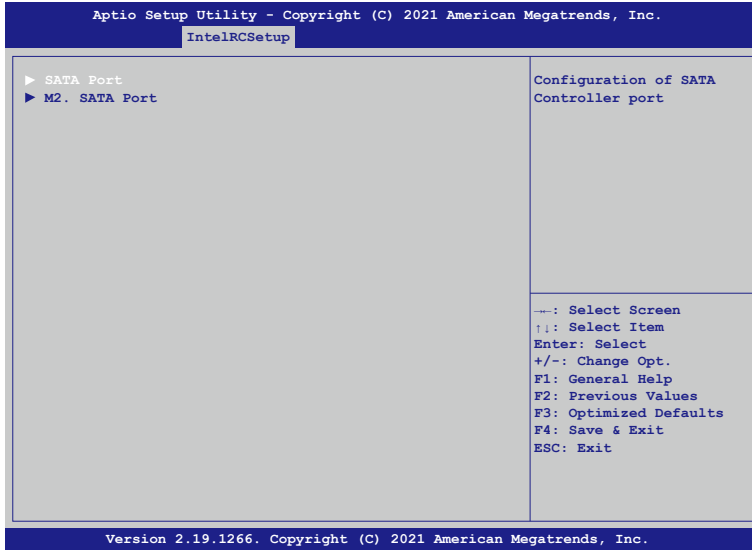 Aptio Setup Utility - Copyright (C) 2021 American Megatrends, Inc.
IntelRCSetup
▶ SATA Port
▶ M2. SATA Port
Configuration of SATA
Controller port
→←: Select Screen
↑↓: Select Item
Enter: Select
+/-: Change Opt.
F1: General Help
F2: Previous Values
F3: Optimized Defaults
F4: Save & Exit
ESC: Exit
Version 2.19.1266. Copyright (C) 2021 American Megatrends, Inc.